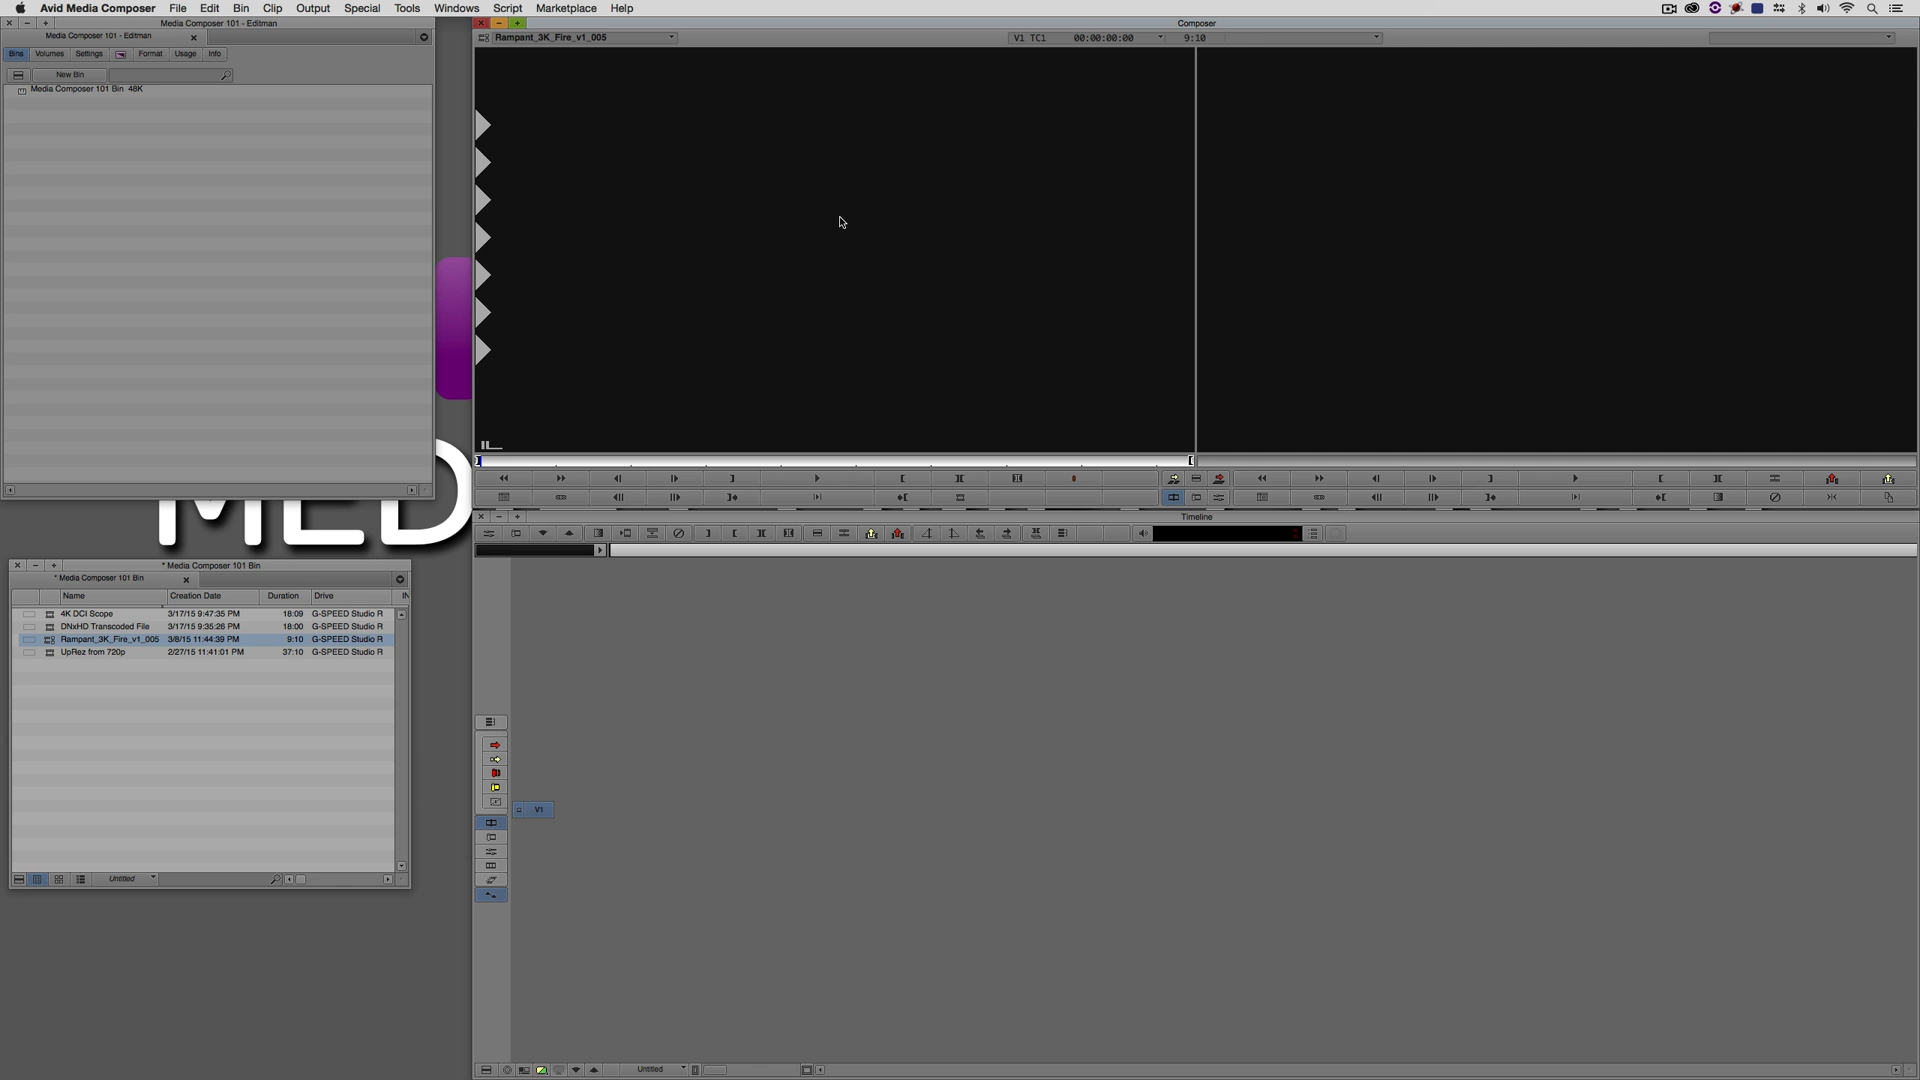 Avid Media Composer File Edit Bin Clip Output Special Tools Windows Script Marketplace Help
Media Composer 101 - Editman
Composer
Media Composer 101 - Editman
Rampant_3K_Fire_v1_005
V1 TC1 00:00:00:00 9:10
Bins Volumes Settings Format Usage Info
New Bin
Media Composer 101 Bin 48K
MED
Timeline
* Media Composer 101 Bin
* Media Composer 101 Bin
Name Creation Date Duration Drive IN
4K DCI Scope 3/17/15 9:47:35 PM 18:09 G-SPEED Studio R
DNxHD Transcoded File 3/17/15 9:35:26 PM 18:00 G-SPEED Studio R
Rampant_3K_Fire_v1_005 3/8/15 11:44:39 PM 9:10 G-SPEED Studio R
UpRez from 720p 2/27/15 11:41:01 PM 37:10 G-SPEED Studio R
V1
Untitled
Untitled